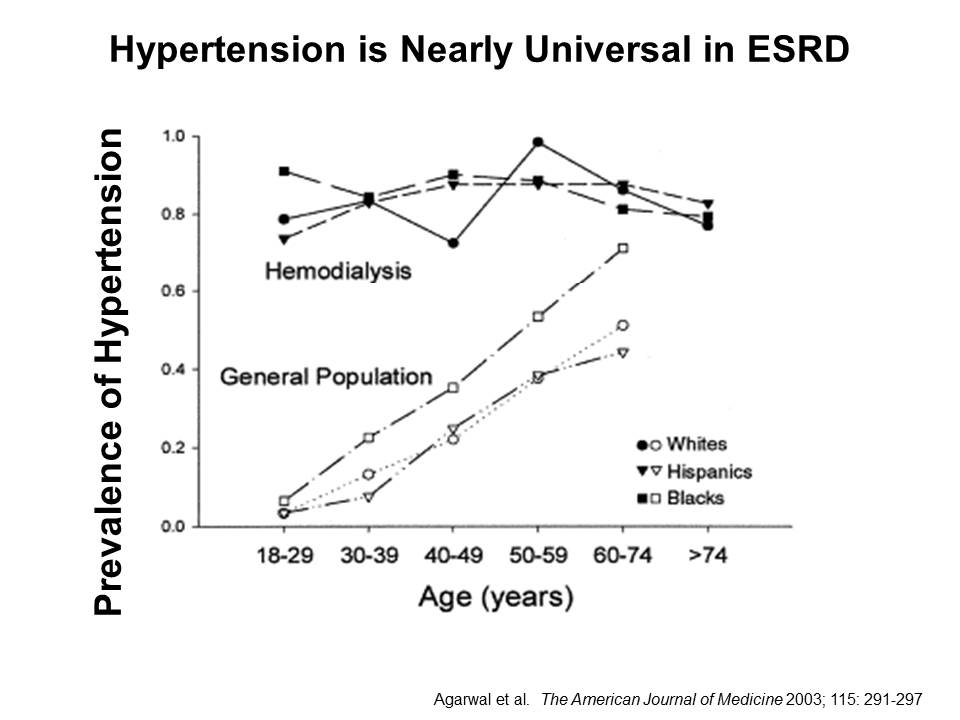 Hypertension is Nearly Universal in ESRD
Prevalence of Hypertension
1.0
0.8
0.6
0.4
0.2
0.0
Hemodialysis
General Population
Whites
Hispanics
Blacks
18-29 30-39 40-49 50-59 60-74 >74
Age (years)
Agarwal et al. The American Journal of Medicine 2003; 115: 291-297